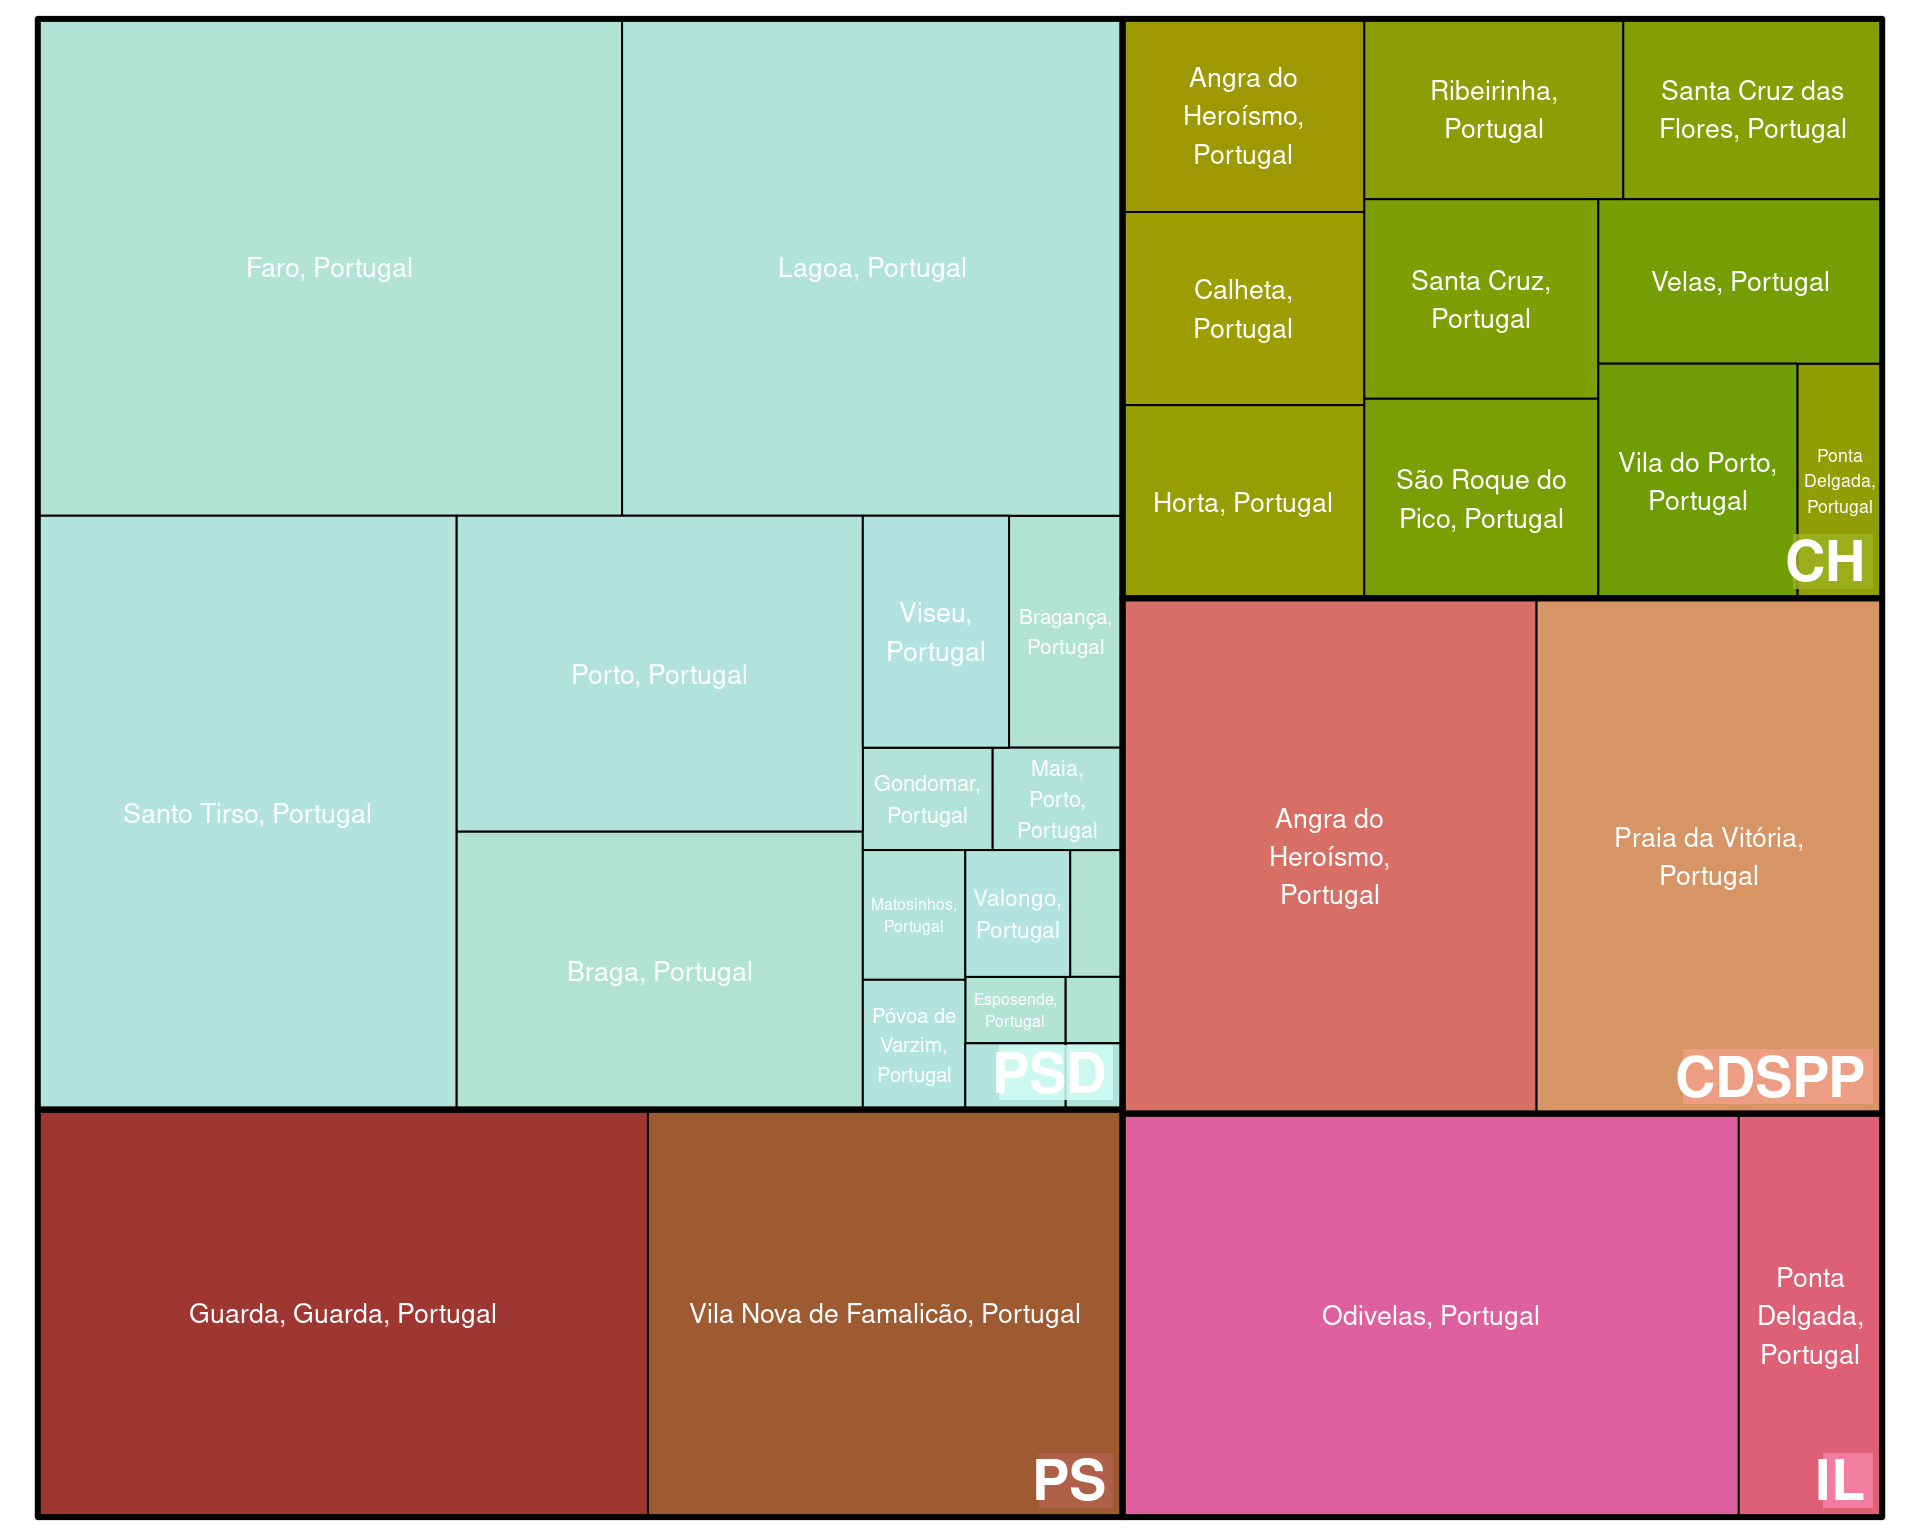 Faro, Portugal
Lagoa, Portugal
Santo Tirso, Portugal
Porto, Portugal
Braga, Portugal
Viseu,
Portugal
Bragança,
Portugal
Gondomar,
Portugal
Maia,
Porto,
Portugal
Matosinhos,
Portugal
Valongo,
Portugal
Póvoa de
Varzim,
Portugal
Esposende,
Portugal
PSD
Guarda, Guarda, Portugal
Vila Nova de Famalicão, Portugal
PS
Angra do
Heroísmo,
Portugal
Calheta,
Portugal
Horta, Portugal
Ribeirinha,
Portugal
Santa Cruz das
Flores, Portugal
Santa Cruz,
Portugal
São Roque do
Pico, Portugal
Velas, Portugal
Vila do Porto,
Portugal
Ponta
Delgada,
Portugal
CH
Angra do
Heroísmo,
Portugal
Praia da Vitória,
Portugal
CDSPP
Odivelas, Portugal
Ponta
Delgada,
Portugal
IL